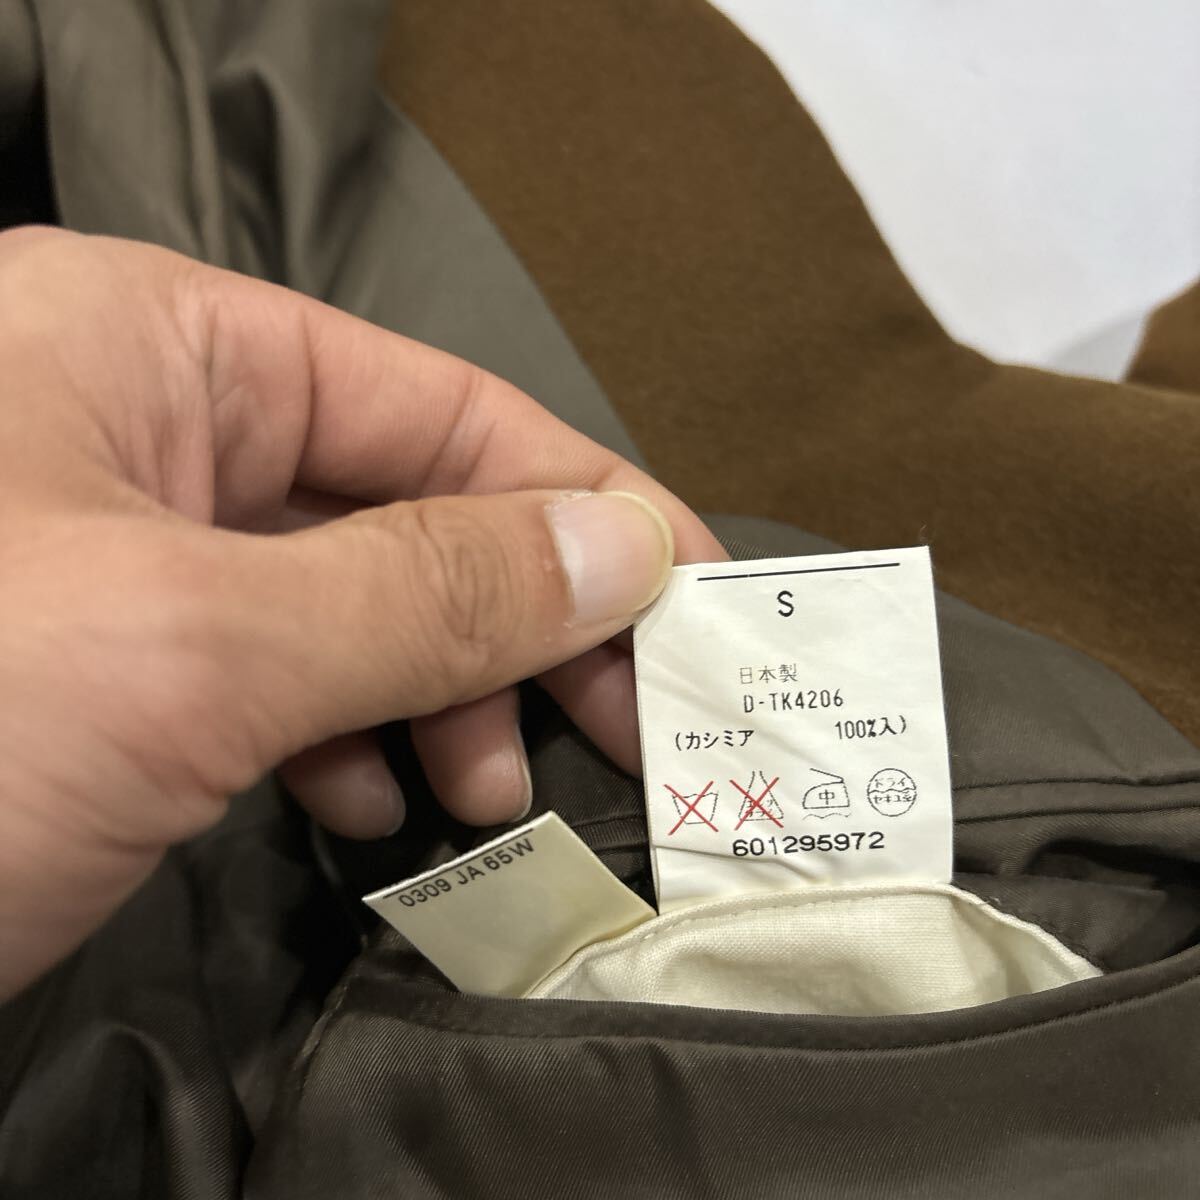 S
日本製
D-TK4206
(カシミア 100%入)
中
ドライ
セキユ系
601295972
0309 JA 65W